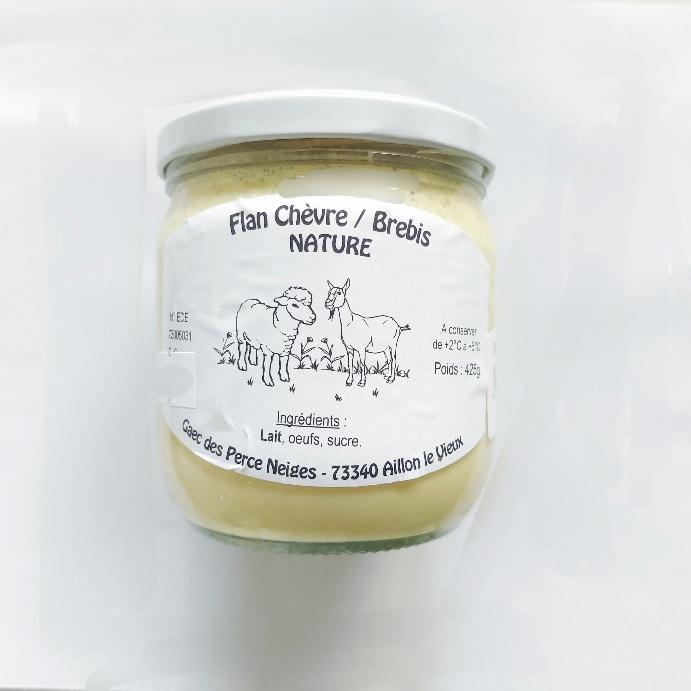 Flan Chèvre / Brebis
NATURE
N° EDE
A conserver
de +2°C à +6°C
Poids : 425g
Ingrédients :
Lait, oeufs, sucre.
Gaec des Perce Neiges - 73340 Aillon le Vieux